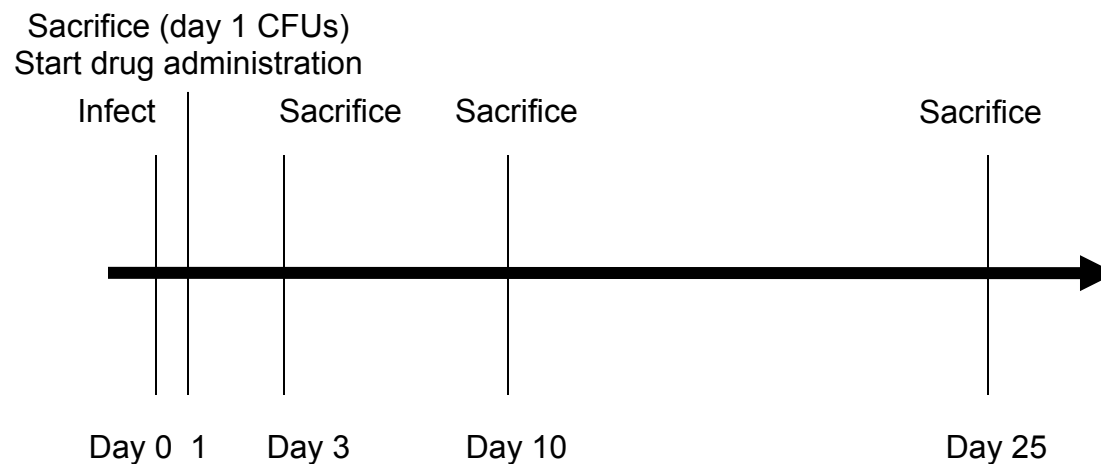 Sacrifice (day 1 CFUs)
Start drug administration
Infect Sacrifice Sacrifice Sacrifice
Day 0 1 Day 3 Day 10 Day 25